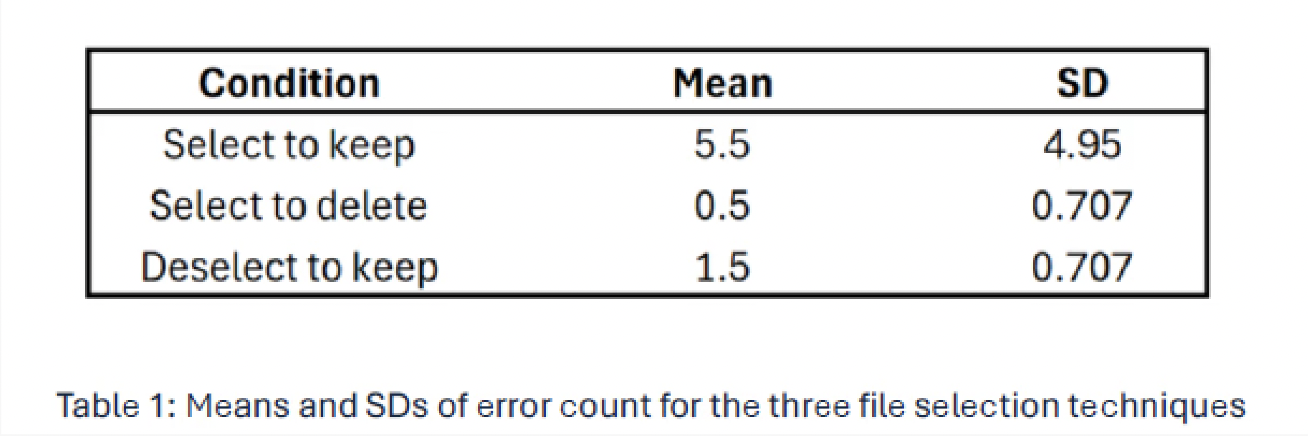 Condition Mean SD
Select to keep 5.5 4.95
Select to delete 0.5 0.707
Deselect to keep 1.5 0.707
Table 1: Means and SDs of error count for the three file selection techniques